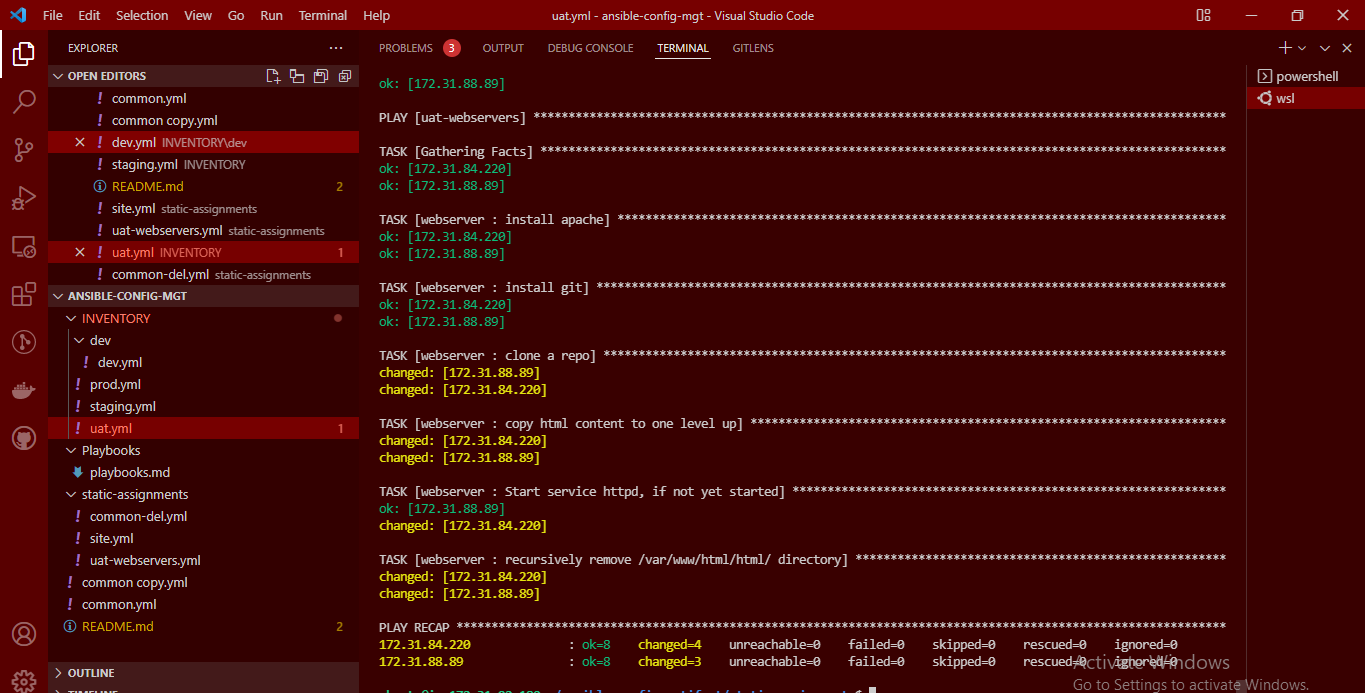 File Edit Selection View Go Run Terminal Help uat.yml - ansible-config-mgt - Visual Studio Code
EXPLORER
OPEN EDITORS
! common.yml
! common copy.yml
! dev.yml INVENTORY\dev
! staging.yml INVENTORY
README.md 2
! site.yml static-assignments
! uat-webservers.yml static-assignments
! uat.yml INVENTORY 1
! common-del.yml static-assignments
ANSIBLE-CONFIG-MGT
INVENTORY
dev
! dev.yml
! prod.yml
! staging.yml
! uat.yml 1
Playbooks
playbooks.md
static-assignments
! common-del.yml
! site.yml
! uat-webservers.yml
! common copy.yml
! common.yml
README.md 2
OUTLINE
TIMELINE
PROBLEMS 3 OUTPUT DEBUG CONSOLE TERMINAL GITLENS
ok: [172.31.88.89]
PLAY [uat-webservers] **********************************************************************************
TASK [Gathering Facts] *********************************************************************************
ok: [172.31.84.220]
ok: [172.31.88.89]
TASK [webserver : install apache] ************************************************************************
ok: [172.31.84.220]
ok: [172.31.88.89]
TASK [webserver : install git] ***************************************************************************
ok: [172.31.84.220]
ok: [172.31.88.89]
TASK [webserver : clone a repo] **************************************************************************
changed: [172.31.88.89]
changed: [172.31.84.220]
TASK [webserver : copy html content to one level up] *********************************************************
changed: [172.31.84.220]
changed: [172.31.88.89]
TASK [webserver : Start service httpd, if not yet started] ***************************************************
ok: [172.31.88.89]
changed: [172.31.84.220]
TASK [webserver : recursively remove /var/www/html/html/ directory] ********************************************
changed: [172.31.84.220]
changed: [172.31.88.89]
PLAY RECAP *******************************************************************************************
172.31.84.220 : ok=8 changed=4 unreachable=0 failed=0 skipped=0 rescued=0 ignored=0
172.31.88.89 : ok=8 changed=3 unreachable=0 failed=0 skipped=0 rescued=0 ignored=0
powershell
wsl
Activate Windows
Go to Settings to activate Windows.